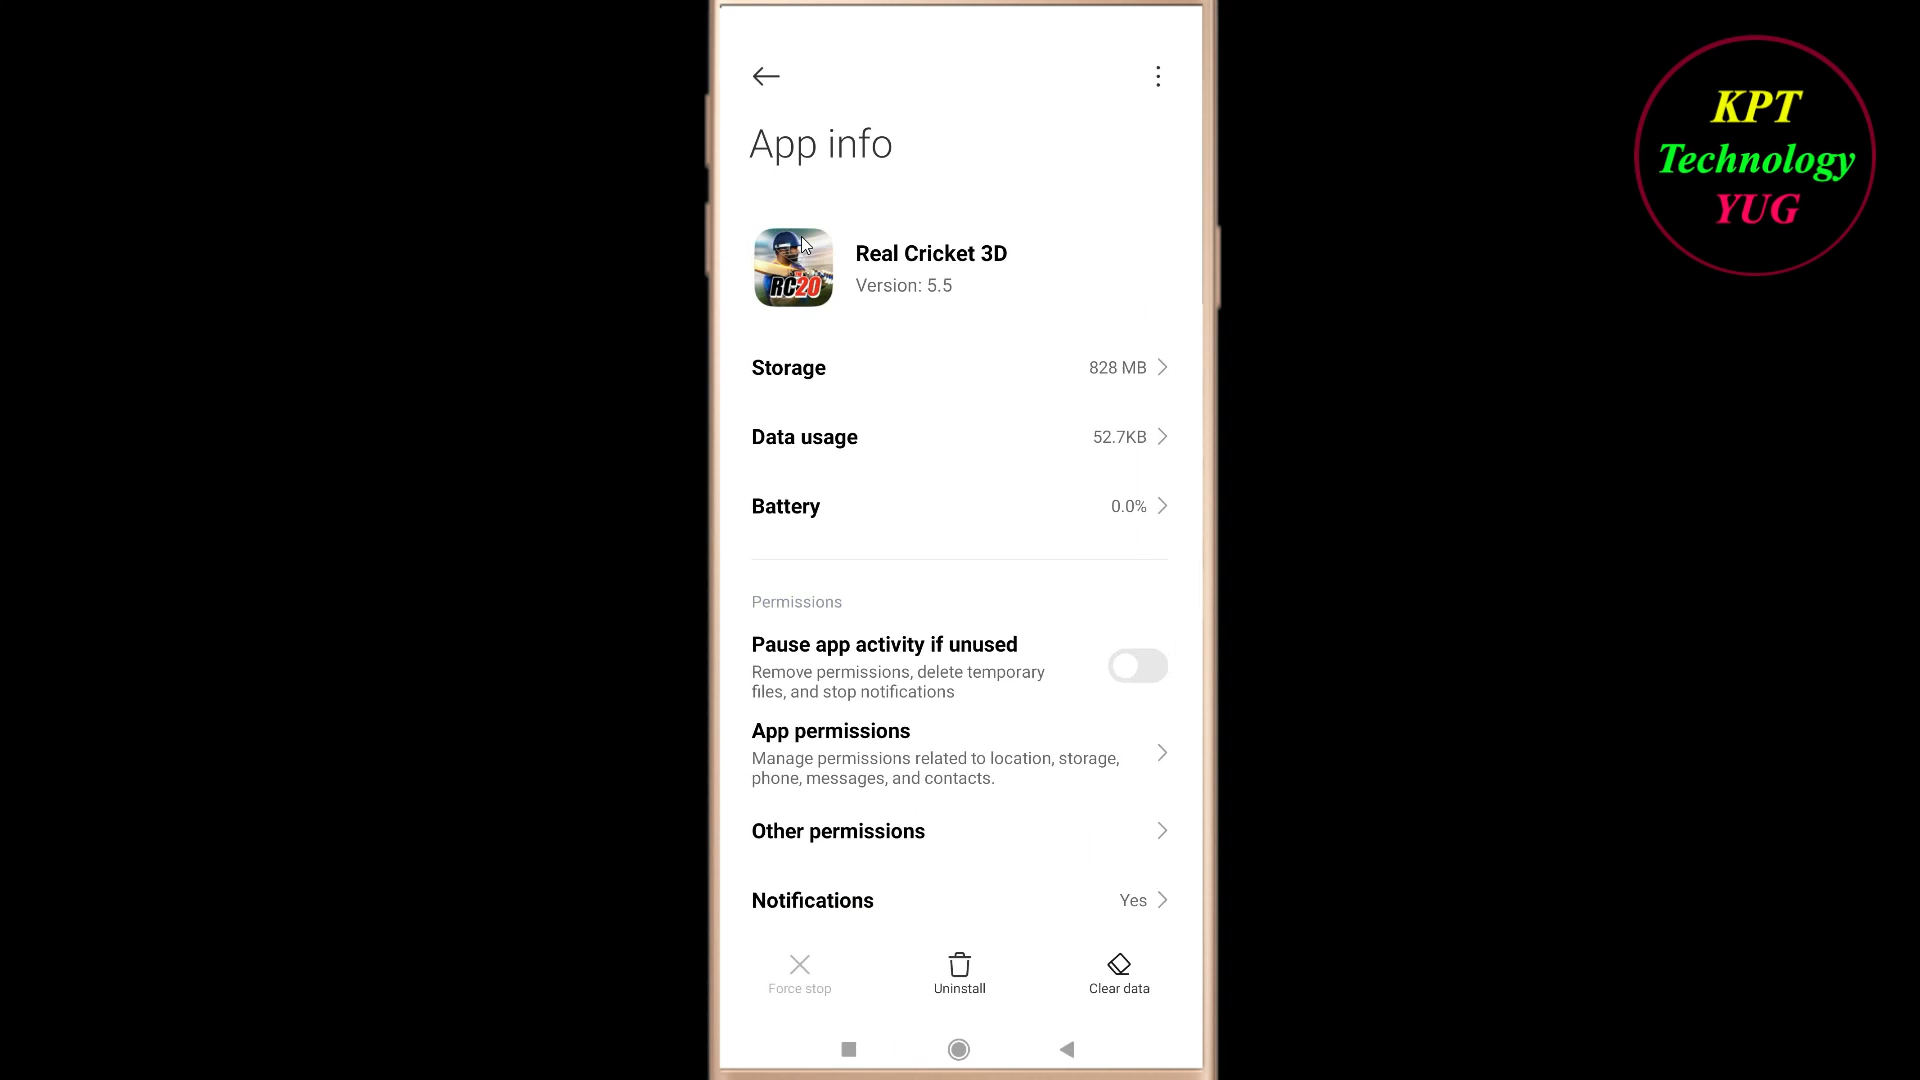 KPT
Technology
YUG
App info
RC20
Real Cricket 3D
Version: 5.5
Storage 828 MB
Data usage 52.7KB
Battery 0.0%
Permissions
Pause app activity if unused
Remove permissions, delete temporary
files, and stop notifications
App permissions
Manage permissions related to location, storage,
phone, messages, and contacts.
Other permissions
Notifications Yes
Force stop Uninstall Clear data